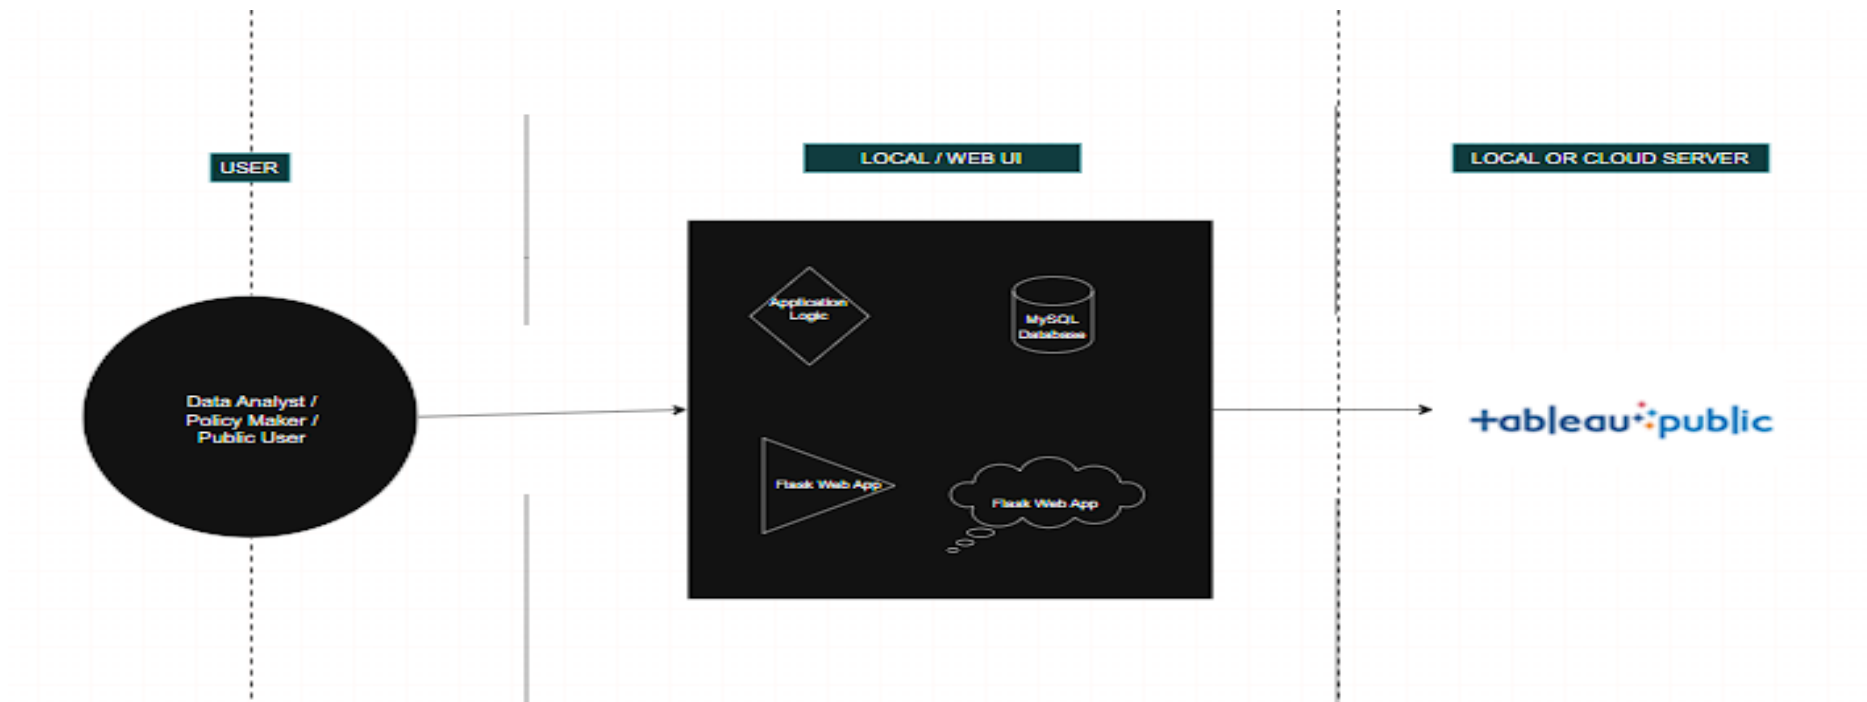 USER
LOCAL / WEB UI
LOCAL OR CLOUD SERVER
Data Analyst /
Policy Maker /
Public User
Application
Logic
MySQL
Database
Flask Web App
Flask Web App
+ableau public